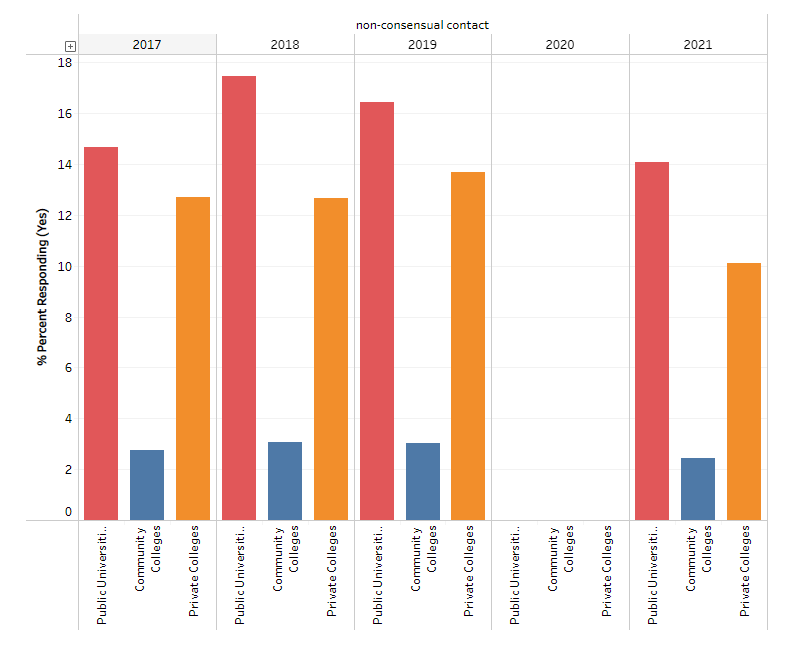 non-consensual contact
2017 2018 2019 2020 2021
18
16
14
12
10
8
6
4
2
0
% Percent Responding (Yes)
Public Universiti..
Community
Colleges
Private Colleges
Public Universiti..
Community
Colleges
Private Colleges
Public Universiti..
Community
Colleges
Private Colleges
Public Universiti..
Community
Colleges
Private Colleges
Public Universiti..
Community
Colleges
Private Colleges